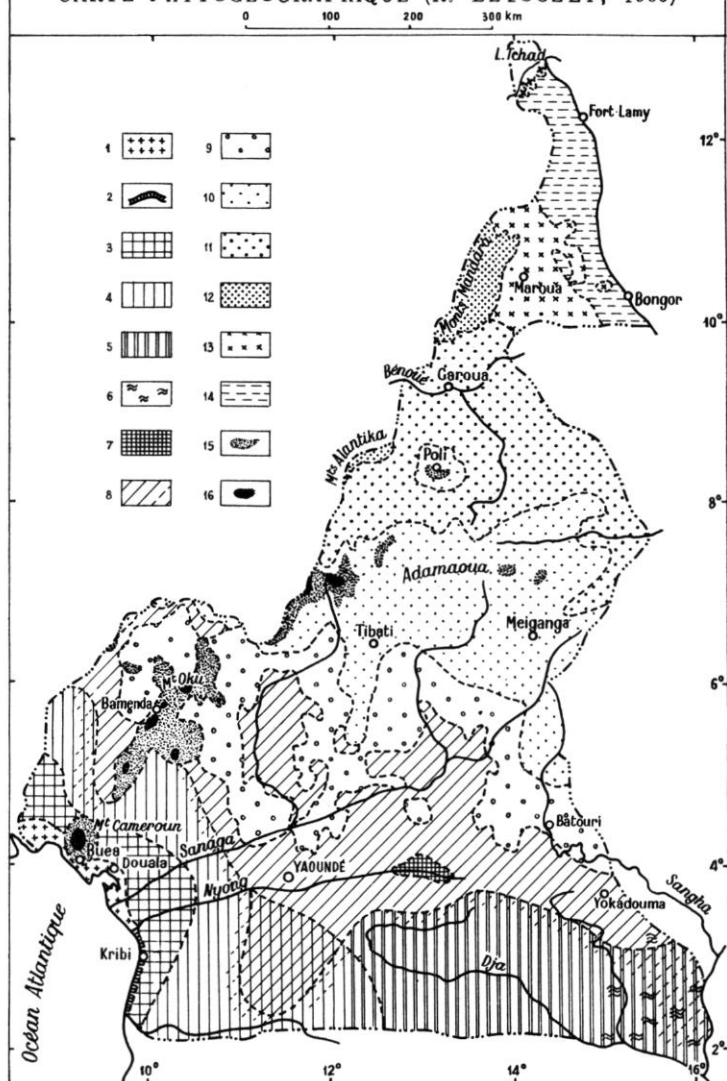 CARTE PHYTOGEOGRAPHIQUE (R. LETOUZEY,
0 100 200 300 km
L.Tchad
Fort-Lamy
12°
1
9
2
10
3
11
4
12
5
13
6
14
7
15
8
16
Monts Mandara
Maroua
Bongor
10°
Bénoué
Garoua
Mts Alantika
Poli
8°
Adamaoua
Tibati
Meiganga
Mt Oku
6°
Bamenda
Mt Cameroun
Buea
Douala
Sanaga
Batouri
4°
YAOUNDÉ
Nyong
Sangha
Yokadouma
Kribi
Dja
Océan Atlantique
2°
10°
12°
14°
16°